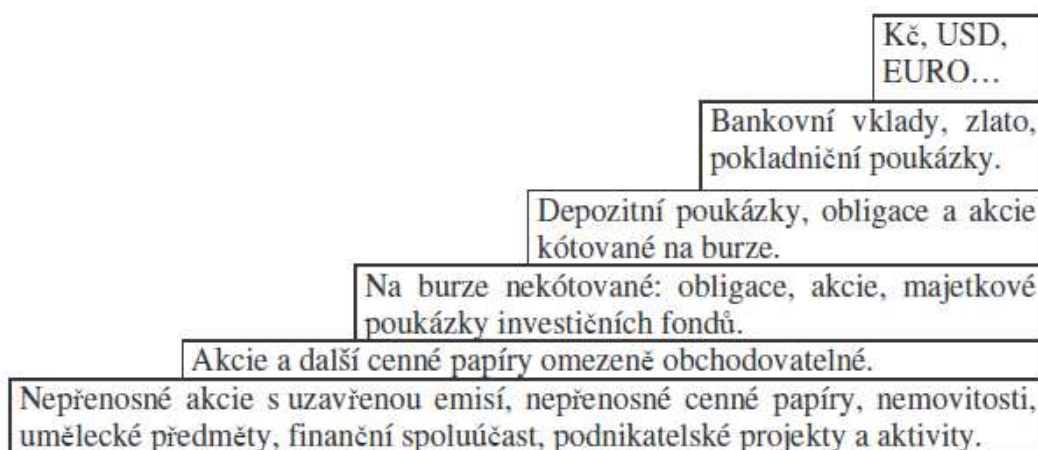 Kč, USD,
EURO…
Bankovní vklady, zlato,
pokladniční poukázky.
Depozitní poukázky, obligace a akcie
kótované na burze.
Na burze nekótované: obligace, akcie, majetkové
poukázky investičních fondů.
Akcie a další cenné papíry omezeně obchodovatelné.
Nepřenosné akcie s uzavřenou emisí, nepřenosné cenné papíry, nemovitosti,
umělecké předměty, finanční spoluúčast, podnikatelské projekty a aktivity.